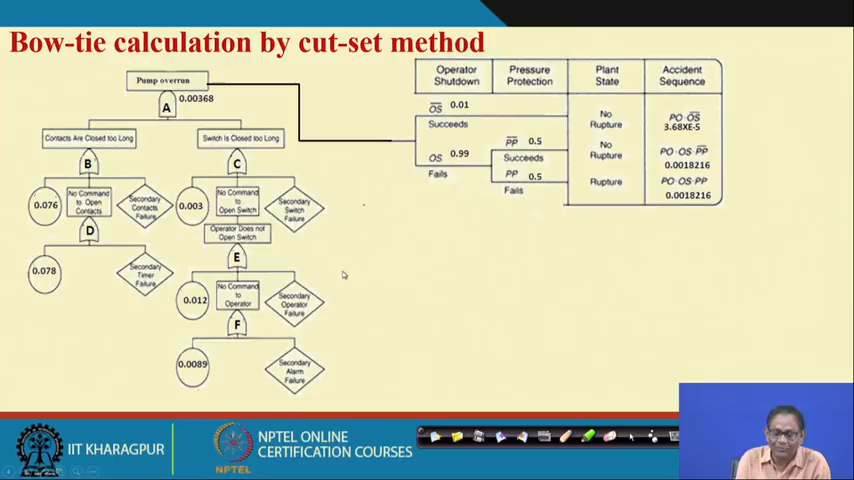 Bow-tie calculation by cut-set method
Pump overrun
A
0.00368
Contacts Are Closed too Long
Switch Is Closed too Long
B
C
0.076
No Command
to Open
Contacts
Secondary
Contacts
Failure
0.003
No Command
to
Open Switch
Secondary
Switch
Failure
D
Operator Does not
Open Switch
E
0.078
Secondary
Timer
Failure
0.012
No Command
to
Operator
Secondary
Operator
Failure
F
0.0089
Secondary
Alarm
Failure
Operator
Shutdown
Pressure
Protection
Plant
State
Accident
Sequence
OS 0.01
Succeeds
No
Rupture
PO·OS
3.68XE-5
OS 0.99
Fails
PP 0.5
Succeeds
No
Rupture
PO·OS·PP
0.0018216
PP 0.5
Fails
Rupture
PO·OS·PP
0.0018216
IIT KHARAGPUR
NPTEL
NPTEL ONLINE
CERTIFICATION COURSES